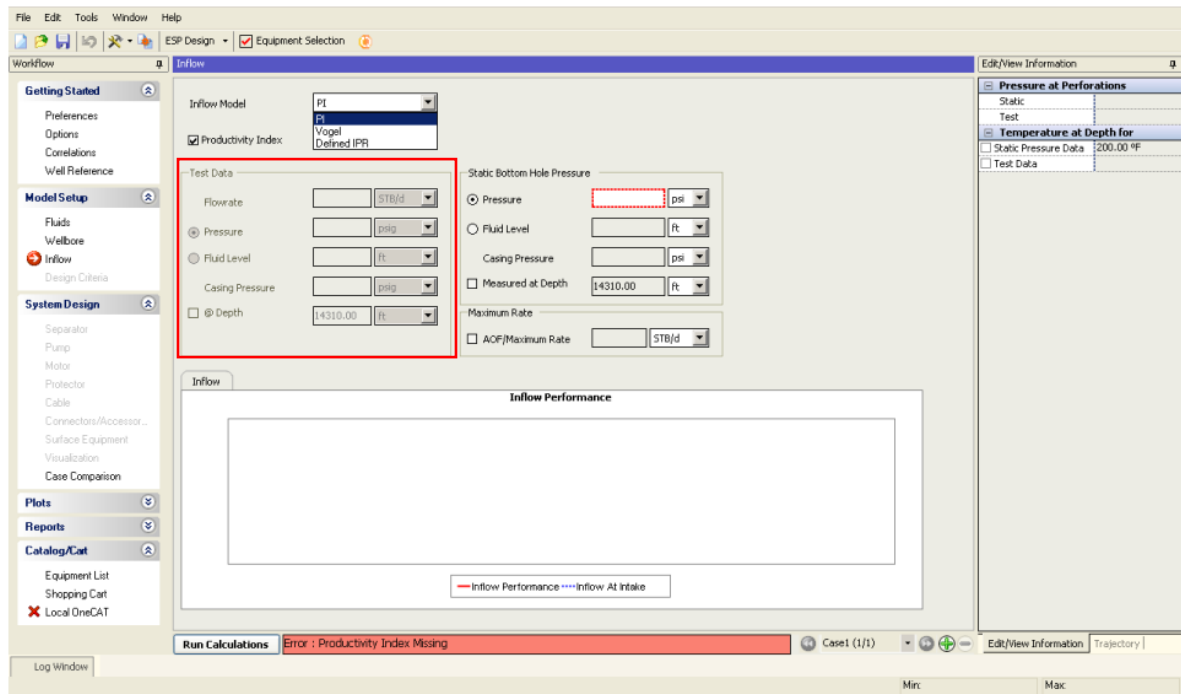 File Edit Tools Window Help
ESP Design Equipment Selection
Workflow
Getting Started
Preferences
Options
Correlations
Well Reference
Model Setup
Fluids
Wellbore
Inflow
Design Criteria
System Design
Separator
Pump
Motor
Protector
Cable
Connectors/Accessor...
Surface Equipment
Visualization
Case Comparison
Plots
Reports
Catalog/Cart
Equipment List
Shopping Cart
Local OneCAT
Inflow
Inflow Model PI
PI
Vogel
Defined IPR
Productivity Index
Test Data
Flowrate STB/d
Pressure psig
Fluid Level ft
Casing Pressure psig
@ Depth 14310.00 ft
Static Bottom Hole Pressure
Pressure psi
Fluid Level ft
Casing Pressure psi
Measured at Depth 14310.00 ft
Maximum Rate
AOF/Maximum Rate STB/d
Inflow
Inflow Performance
Inflow Performance Inflow At Intake
Run Calculations Error : Productivity Index Missing Case1 (1/1)
Edit/View Information
Pressure at Perforations
Static
Test
Temperature at Depth for
Static Pressure Data 200.00 ºF
Test Data
Edit/View Information Trajectory
Log Window
Min: Max: